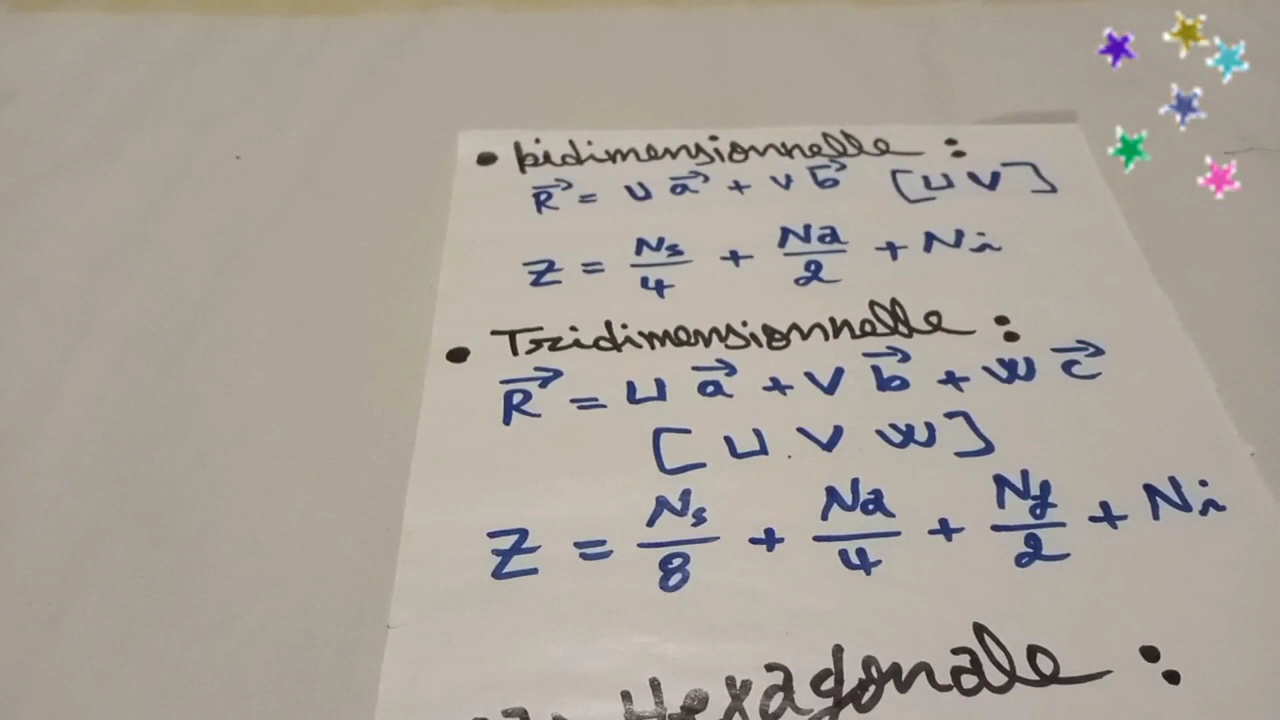 • bidimensionnelle :
R⃗ = u a⃗ + v b⃗ [u v]
Z = Ns/4 + Na/2 + Ni
• Tridimensionnelle :
R⃗ = u a⃗ + v b⃗ + w c⃗
[u v w]
Z = Ns/8 + Na/4 + Nf/2 + Ni
Hexagonale :